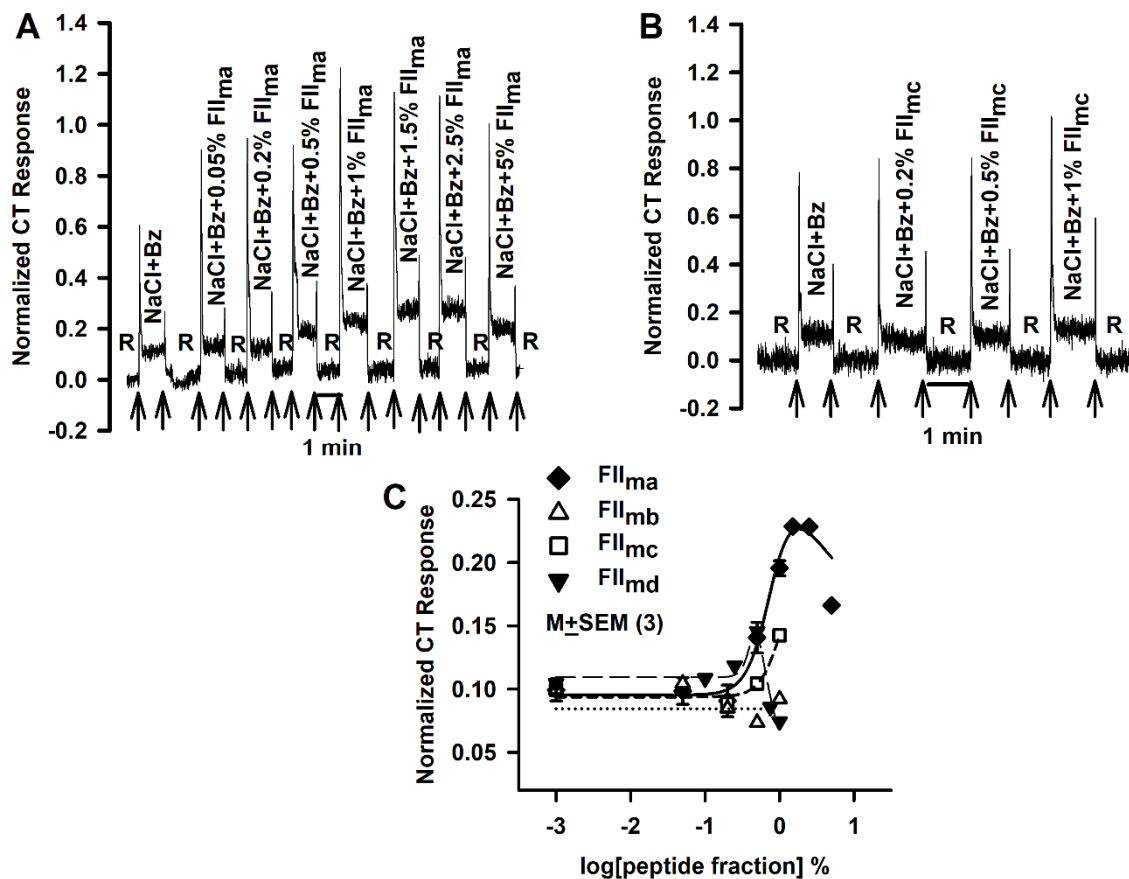 A
Normalized CT Response
1.4
1.2
1.0
0.8
0.6
0.4
0.2
0.0
-0.2
R
NaCl+Bz
R
NaCl+Bz+0.05% FIIma
R
NaCl+Bz+0.2% FIIma
R
NaCl+Bz+0.5% FIIma
R
NaCl+Bz+1% FIIma
R
NaCl+Bz+1.5% FIIma
R
NaCl+Bz+2.5% FIIma
R
NaCl+Bz+5% FIIma
R
1 min
B
Normalized CT Response
1.4
1.2
1.0
0.8
0.6
0.4
0.2
0.0
-0.2
R
NaCl+Bz
R
NaCl+Bz+0.2% FIImc
R
NaCl+Bz+0.5% FIImc
R
NaCl+Bz+1% FIImc
R
1 min
C
Normalized CT Response
0.25
0.20
0.15
0.10
0.05
FIIma
FIImb
FIImc
FIImd
M±SEM (3)
-3
-2
-1
0
1
log[peptide fraction] %